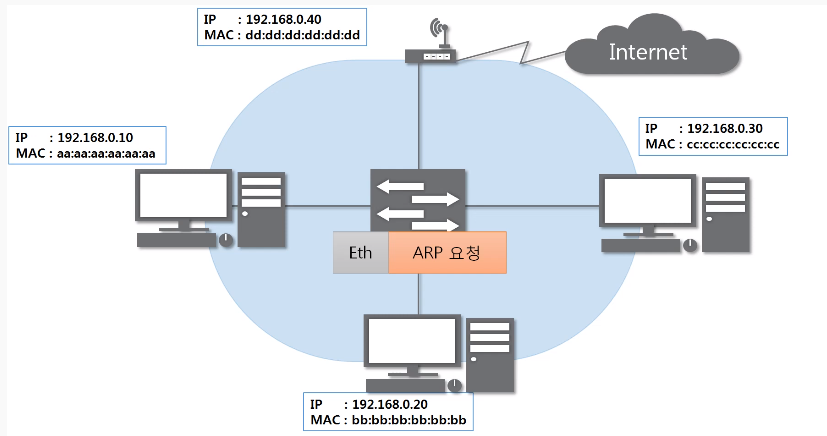 IP : 192.168.0.40
MAC : dd:dd:dd:dd:dd:dd
Internet
IP : 192.168.0.10
MAC : aa:aa:aa:aa:aa:aa
IP : 192.168.0.30
MAC : cc:cc:cc:cc:cc:cc
Eth
ARP 요청
IP : 192.168.0.20
MAC : bb:bb:bb:bb:bb:bb